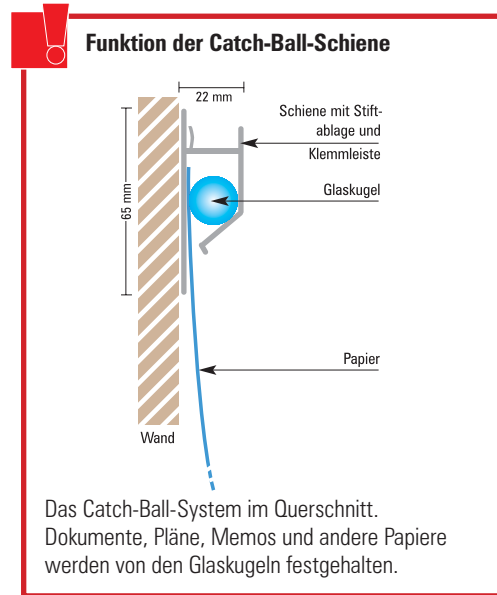 Funktion der Catch-Ball-Schiene
22 mm
Schiene mit Stift-
ablage und
Klemmleiste
Glaskugel
65 mm
Papier
Wand
Das Catch-Ball-System im Querschnitt.
Dokumente, Pläne, Memos und andere Papiere
werden von den Glaskugeln festgehalten.